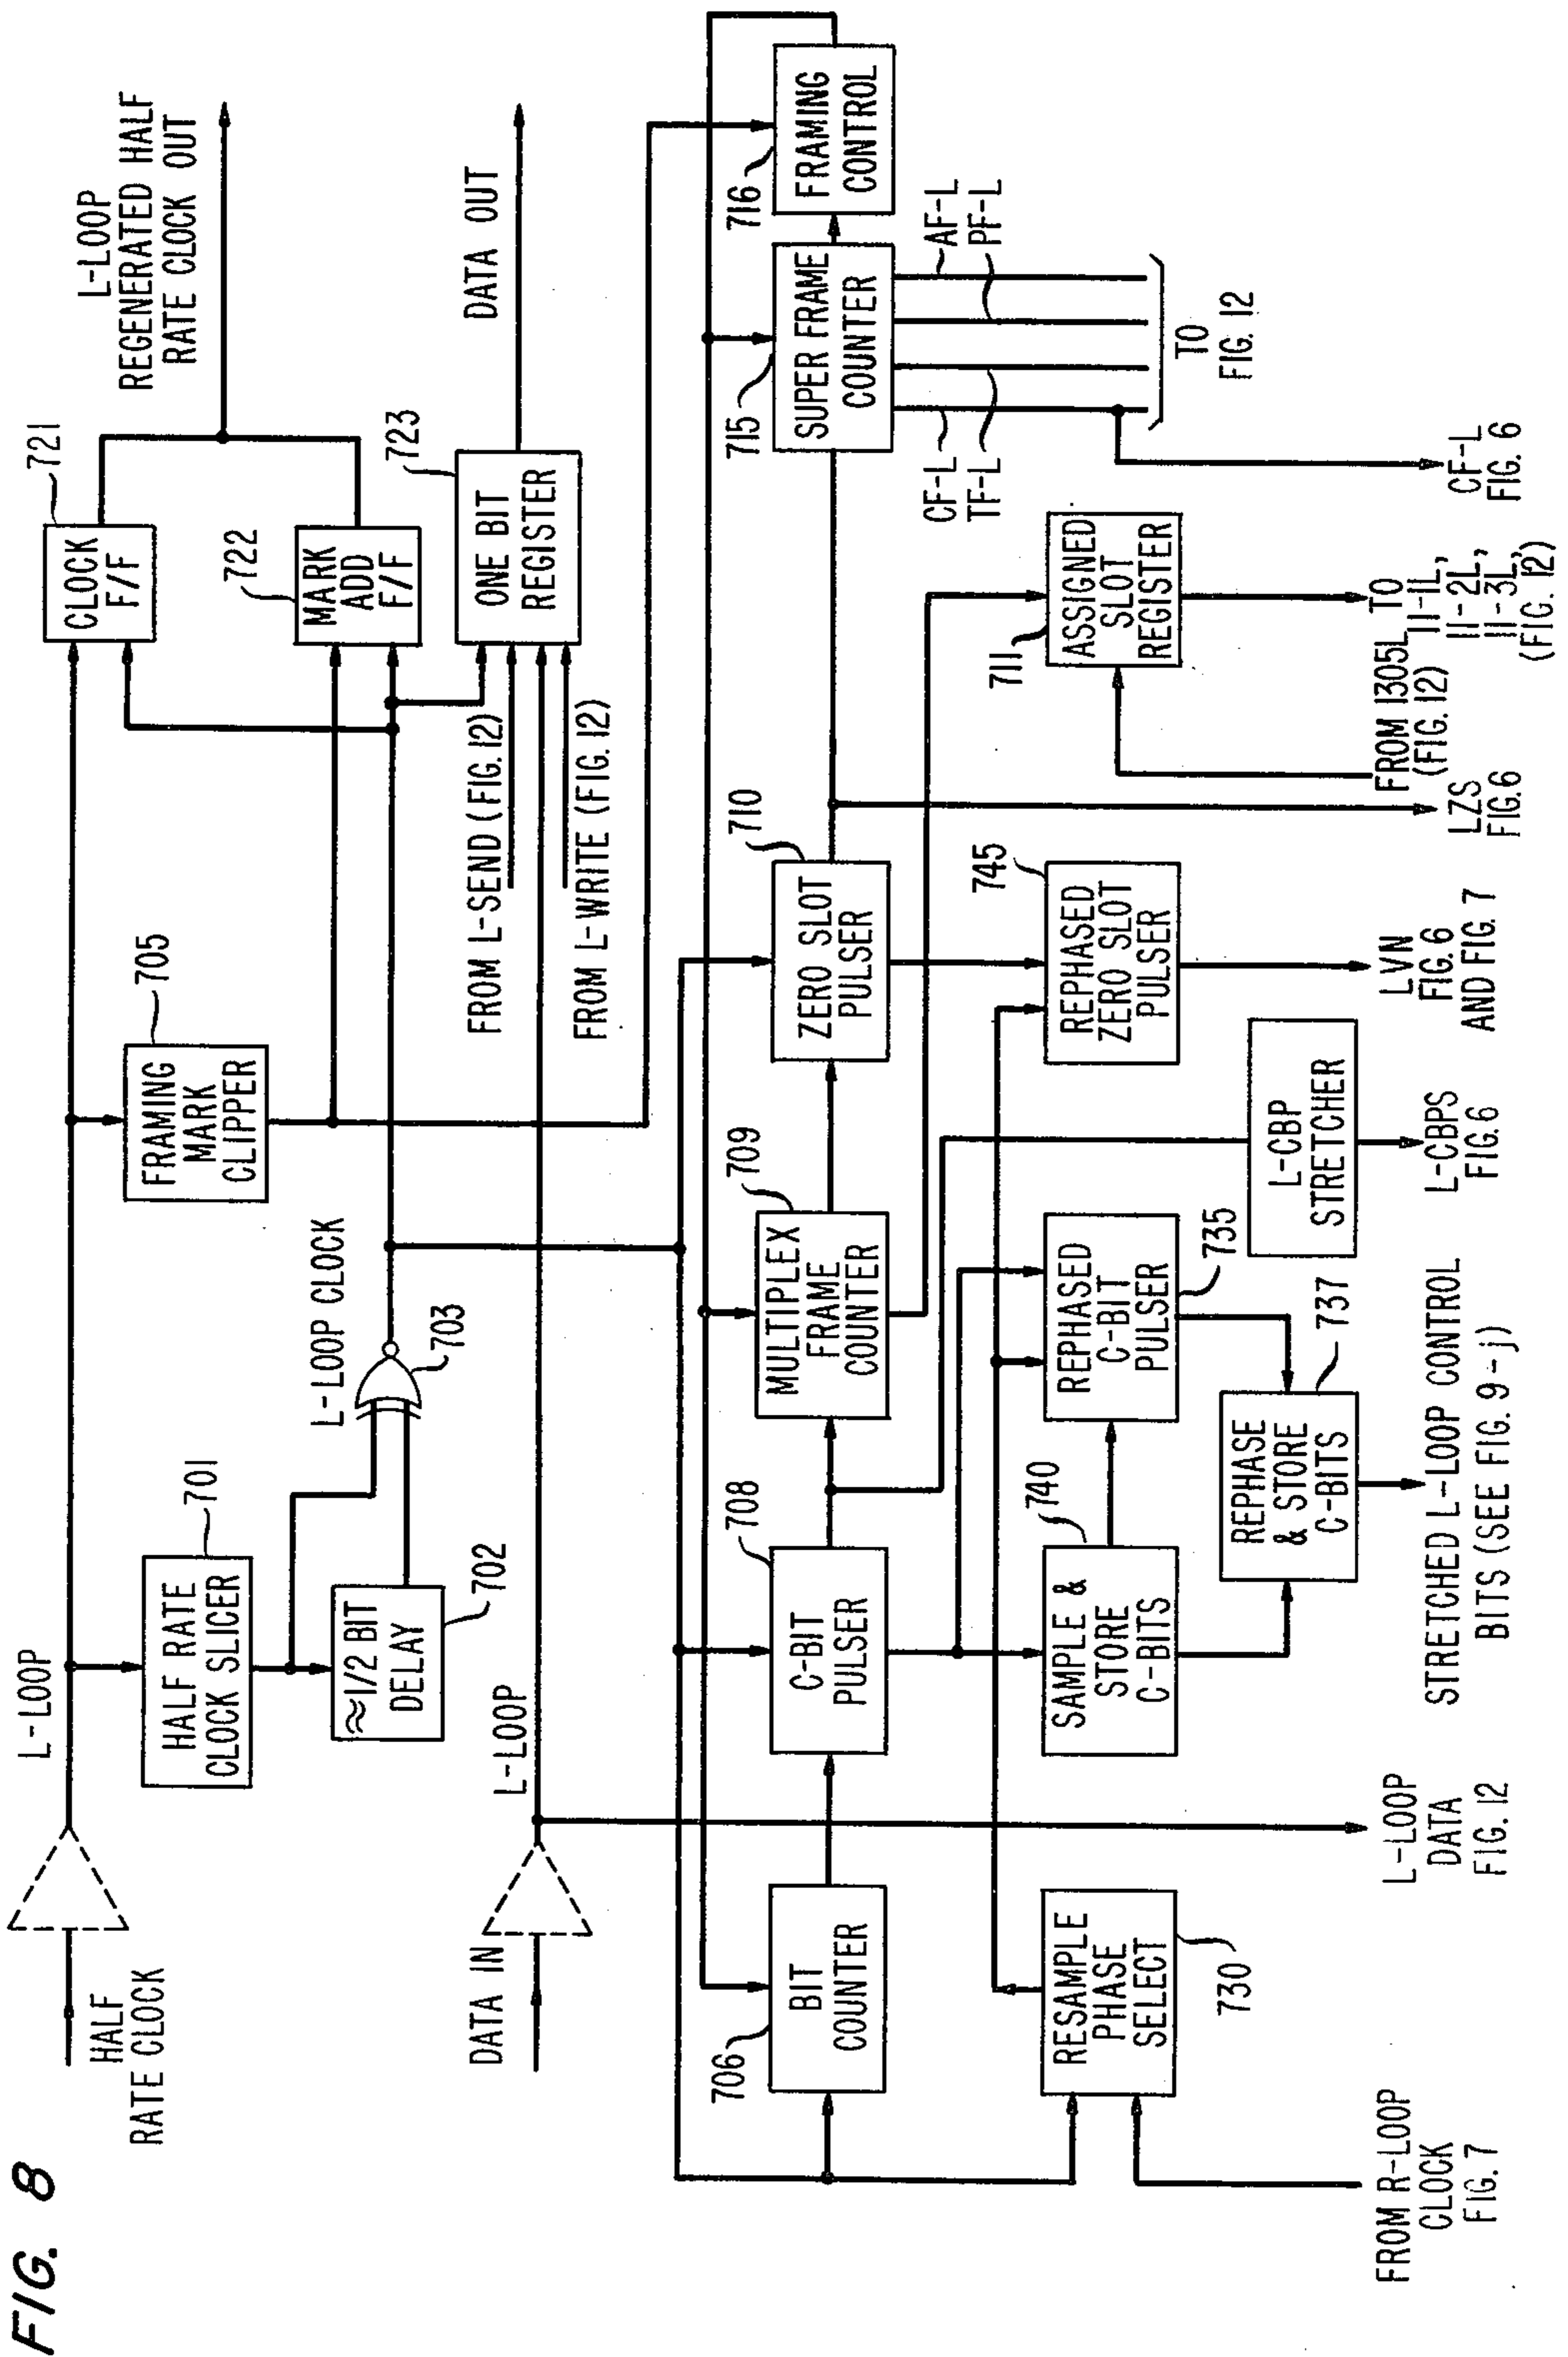 FIG. 8
HALF
RATE CLOCK
L-LOOP
HALF RATE
CLOCK SLICER
701
≈1/2 BIT
DELAY
702
L-LOOP CLOCK
703
FRAMING
MARK
CLIPPER
705
CLOCK
F/F
721
MARK
ADD
F/F
722
L-LOOP
REGENERATED HALF
RATE CLOCK OUT
DATA IN
L-LOOP
FROM L-SEND (FIG. 12)
FROM L-WRITE (FIG. 12)
ONE BIT
REGISTER
723
DATA OUT
BIT
COUNTER
706
C-BIT
PULSER
708
MULTIPLEX
FRAME
COUNTER
709
ZERO SLOT
PULSER
710
SUPER FRAME
COUNTER
715
FRAMING
CONTROL
716
CF-L
TF-L
AF-L
PF-L
TO
FIG. 12
RESAMPLE
PHASE
SELECT
730
SAMPLE &
STORE
C-BITS
740
REPHASED
C-BIT
PULSER
735
REPHASE
& STORE
C-BITS
737
L-CBP
STRETCHER
REPHASED
ZERO SLOT
PULSER
745
ASSIGNED
SLOT
REGISTER
711
FROM R-LOOP
CLOCK
FIG. 7
L-LOOP
DATA
FIG. 12
STRETCHED L-LOOP CONTROL
BITS (SEE FIG. 9-j)
L-CBPS
FIG. 6
LVN
FIG. 6
AND FIG. 7
LZS
FIG. 6
FROM 1305L
(FIG. 12)
TO
11-1L,
11-2L,
11-3L,
(FIG. 12)
CF-L
FIG. 6